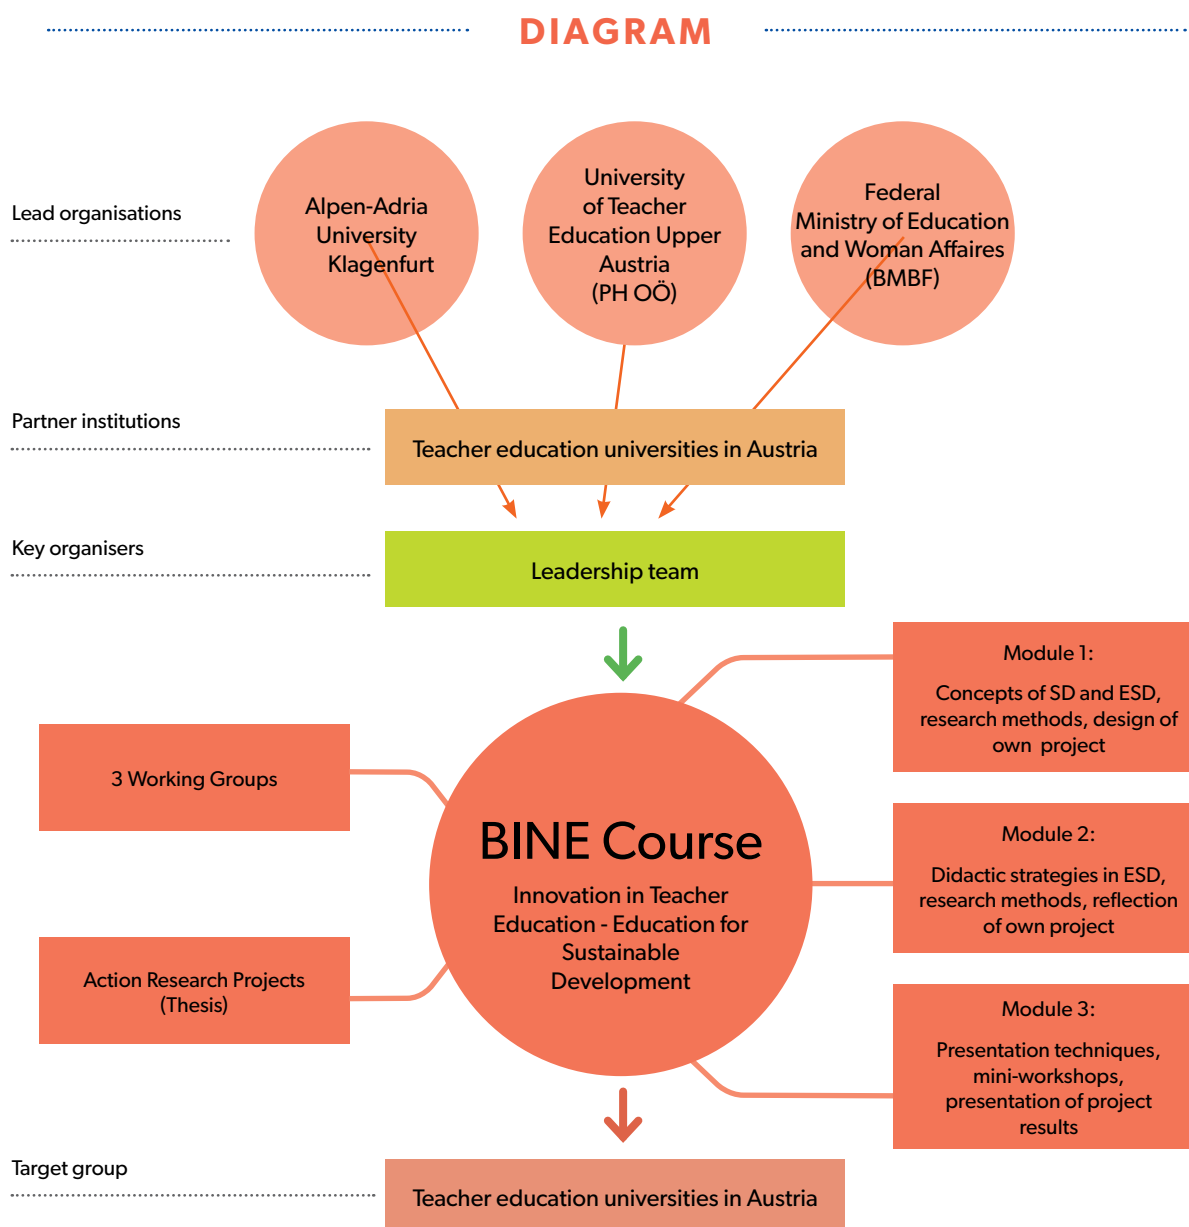 DIAGRAM
Lead organisations
Alpen-Adria
University
Klagenfurt
University
of Teacher
Education Upper
Austria
(PH OÖ)
Federal
Ministry of Education
and Woman Affaires
(BMBF)
Partner institutions
Teacher education universities in Austria
Key organisers
Leadership team
3 Working Groups
Action Research Projects
(Thesis)
BINE Course
Innovation in Teacher
Education - Education for
Sustainable
Development
Module 1:
Concepts of SD and ESD,
research methods, design of
own project
Module 2:
Didactic strategies in ESD,
research methods, reflection
of own project
Module 3:
Presentation techniques,
mini-workshops,
presentation of project
results
Target group
Teacher education universities in Austria